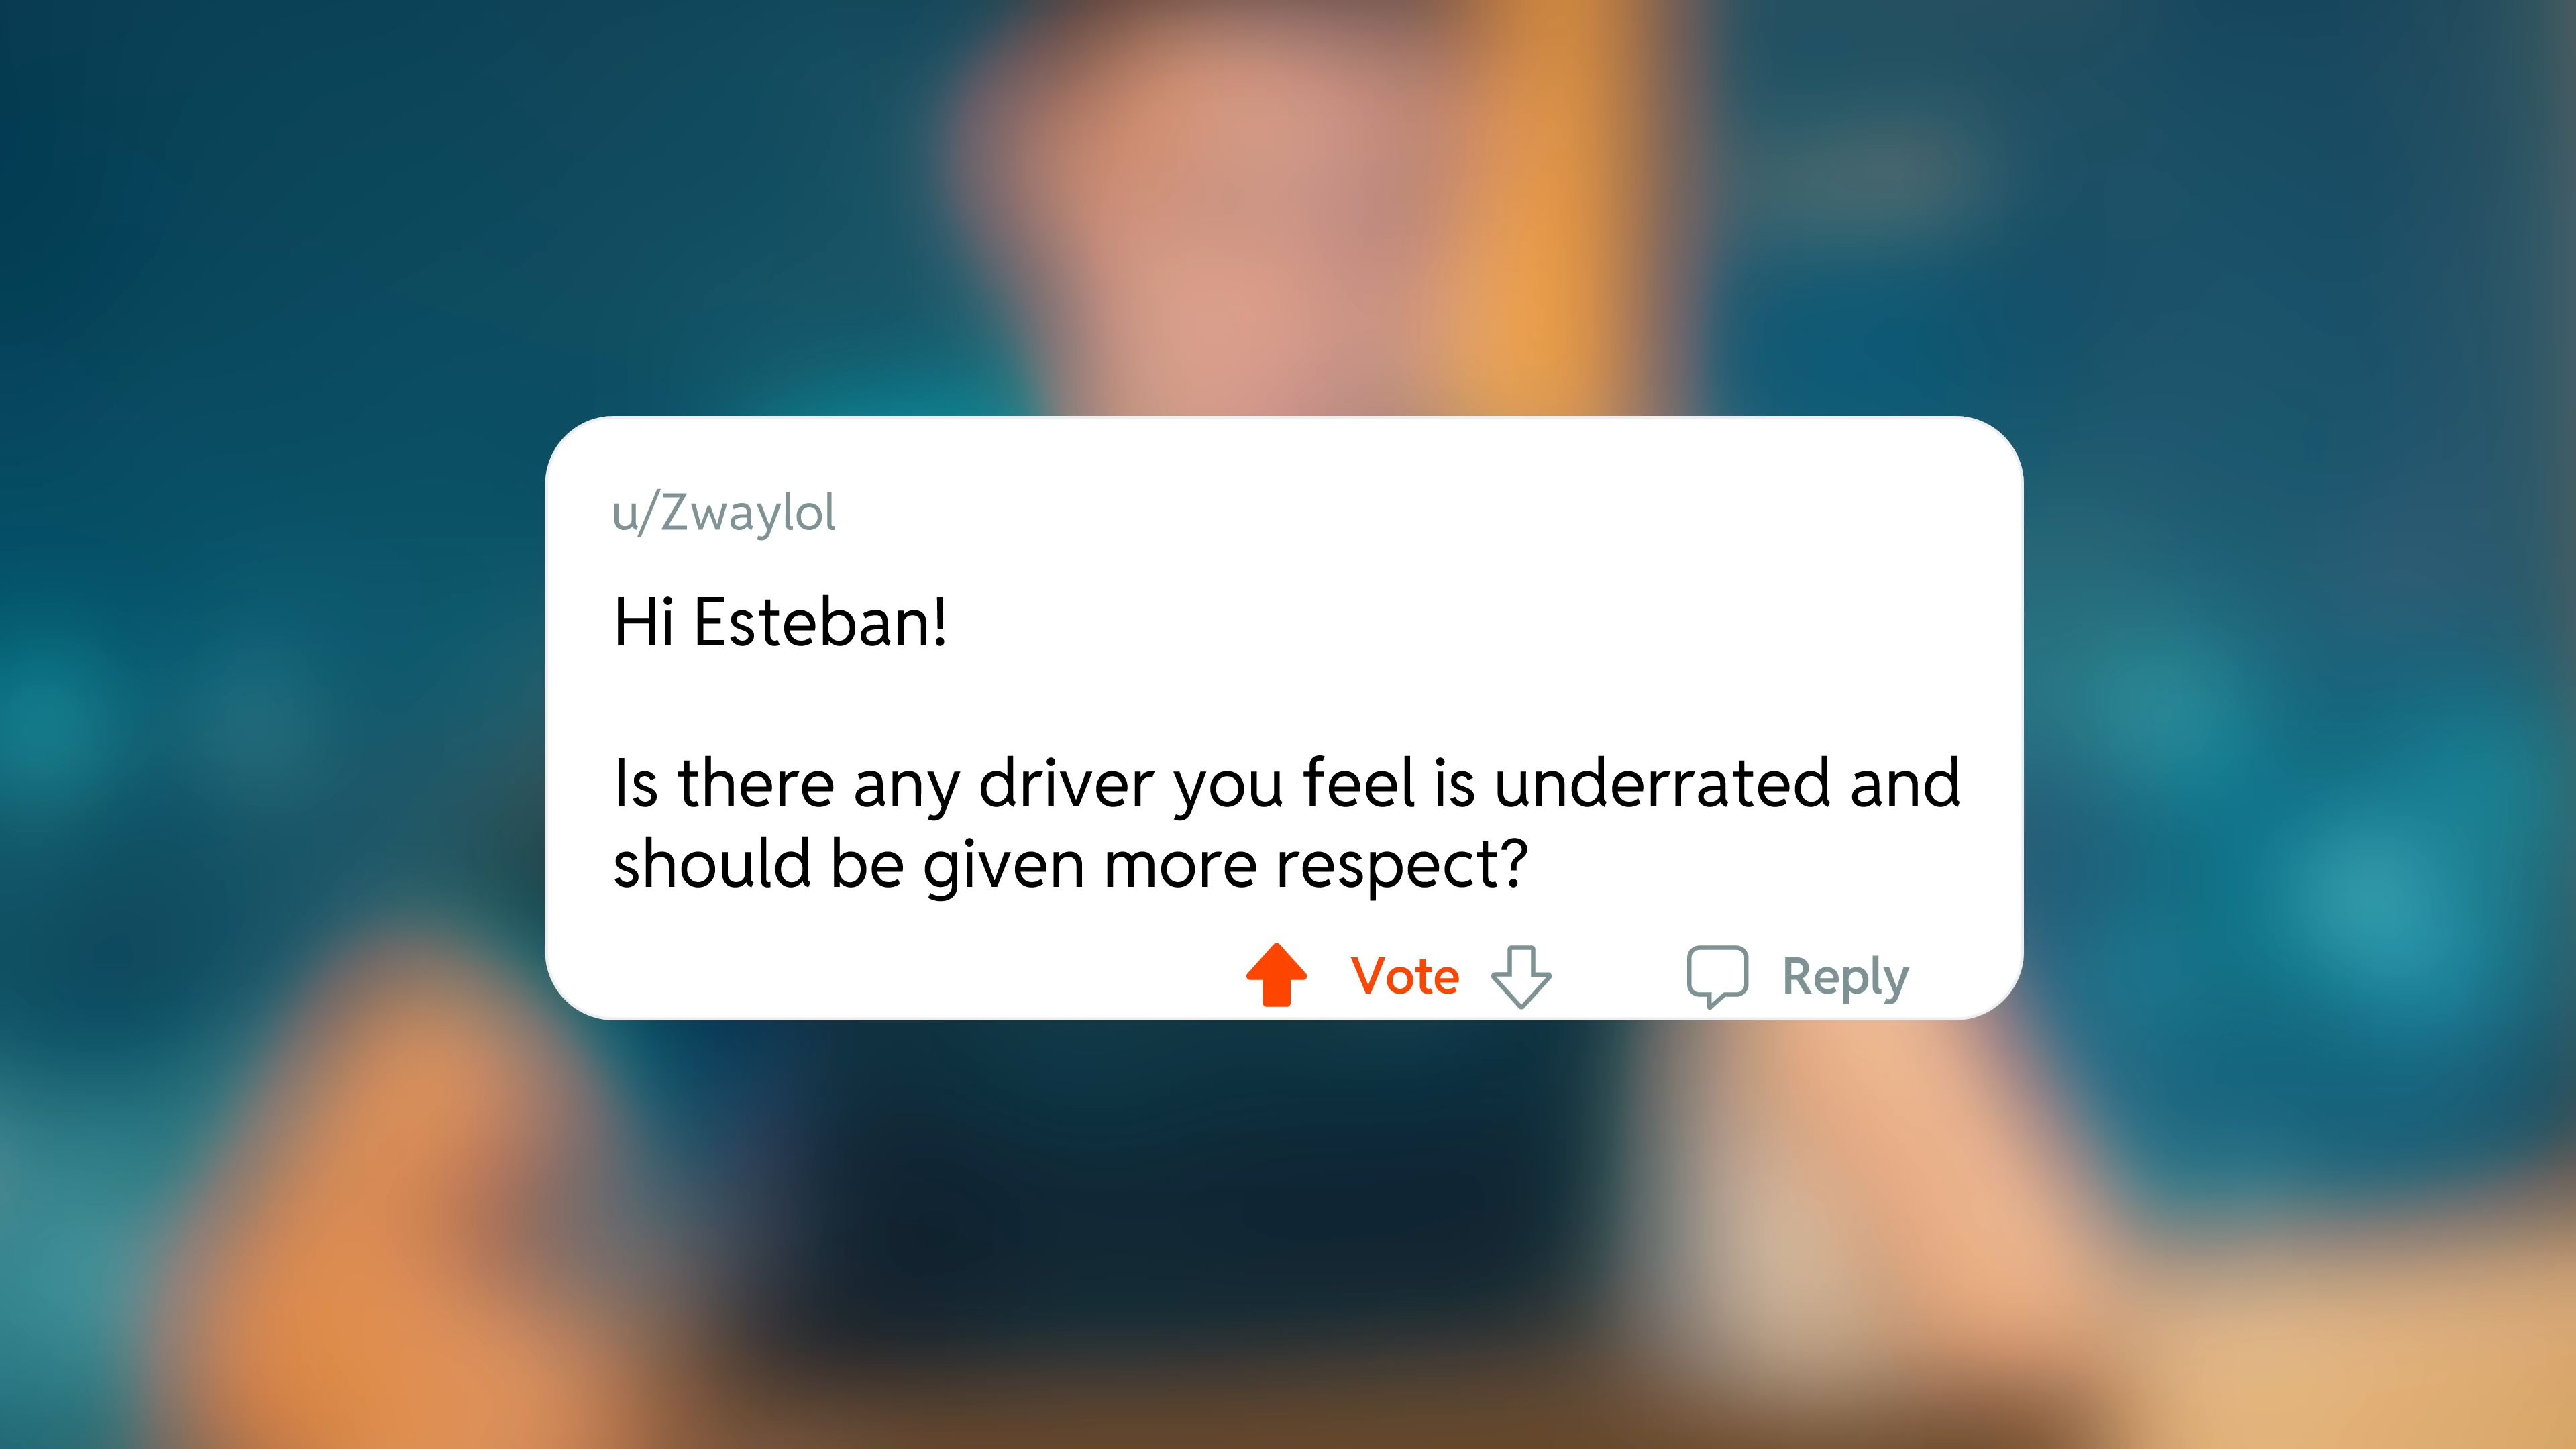 u/Zwaylol
Hi Esteban!
Is there any driver you feel is underrated and
should be given more respect?
Vote
Reply